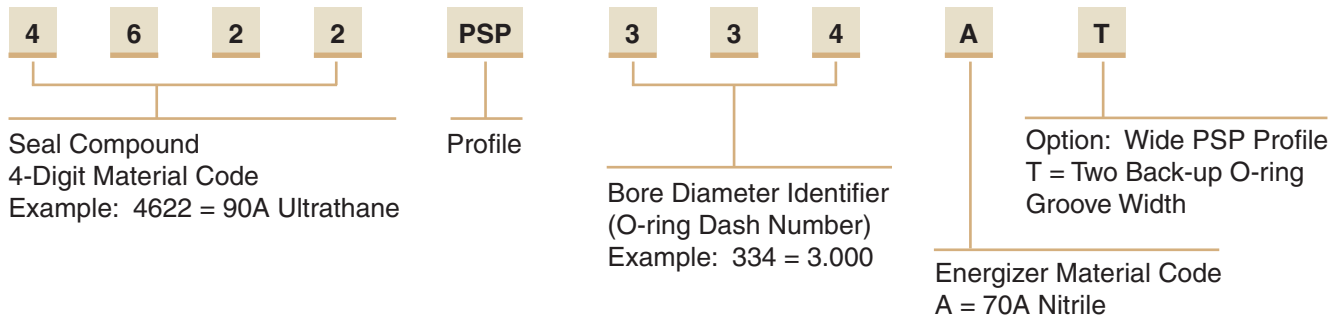 4 6 2 2 PSP 3 3 4 A T
Seal Compound
4-Digit Material Code
Example: 4622 = 90A Ultrathane
Profile
Bore Diameter Identifier
(O-ring Dash Number)
Example: 334 = 3.000
Option: Wide PSP Profile
T = Two Back-up O-ring
Groove Width
Energizer Material Code
A = 70A Nitrile